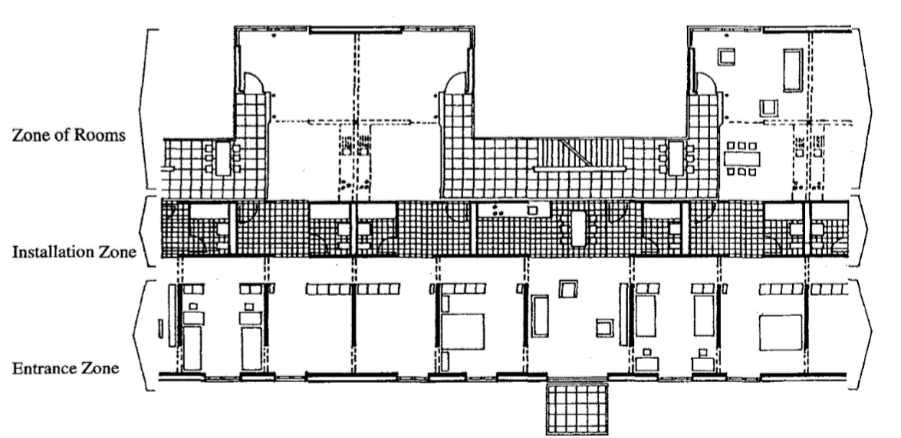 Zone of Rooms
Installation Zone
Entrance Zone